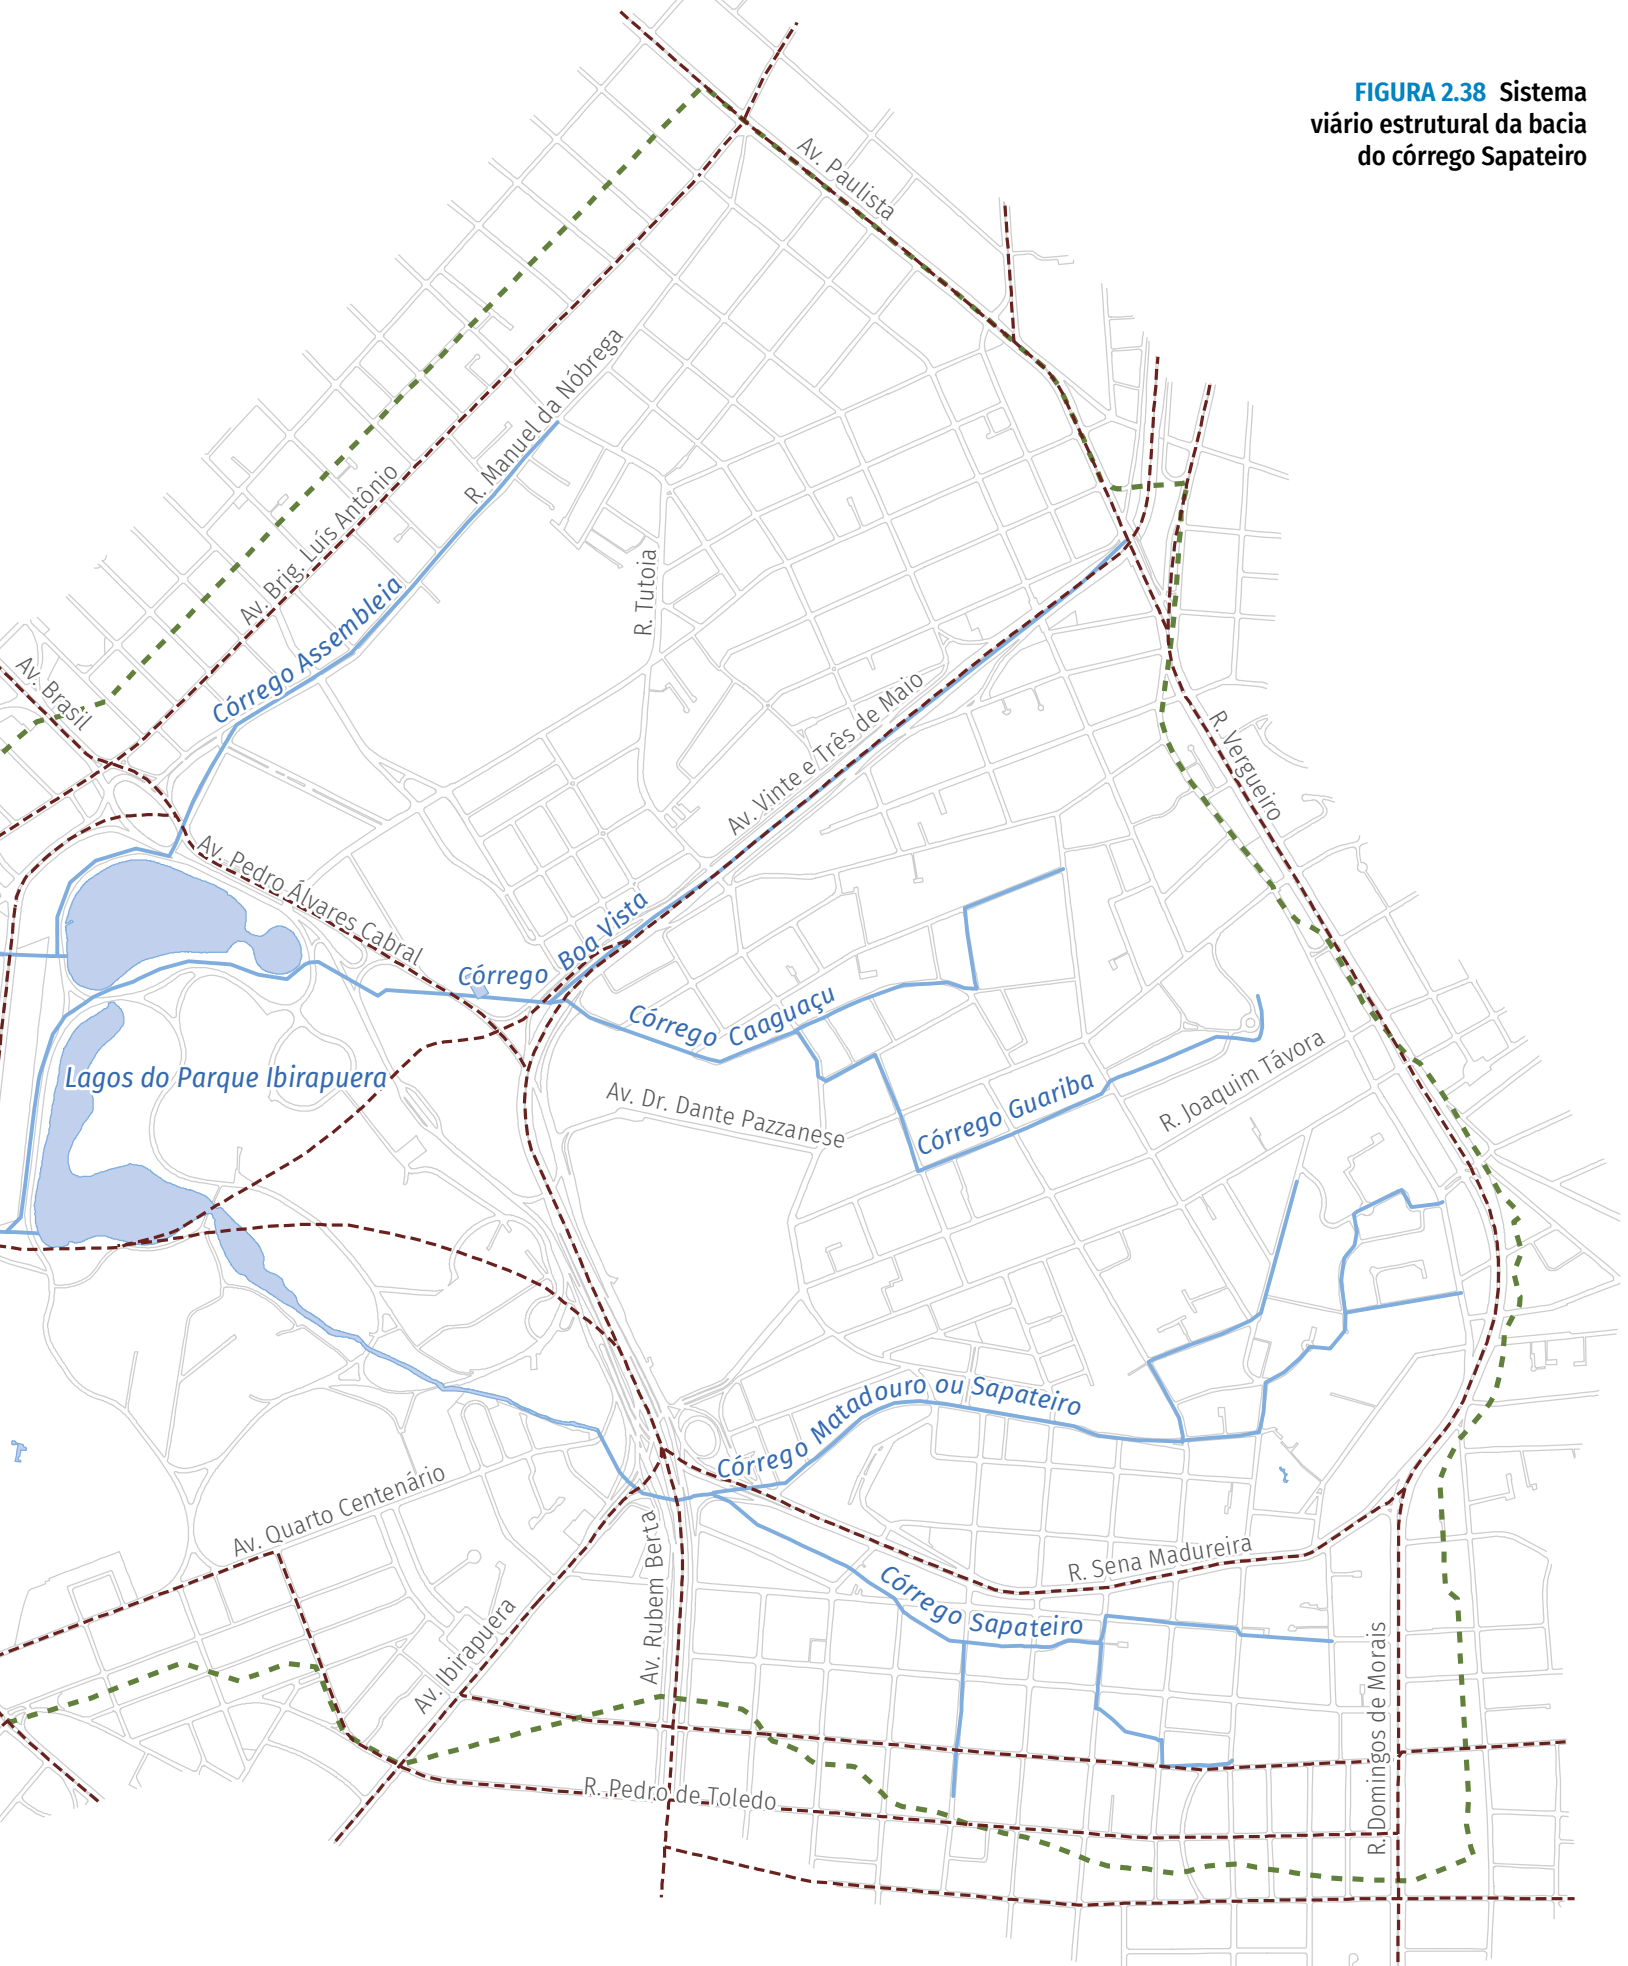 FIGURA 2.38 Sistema
viário estrutural da bacia
do córrego Sapateiro
Av. Paulista
R. Manuel da Nóbrega
Av. Brig. Luís Antônio
R. Tutoia
Córrego Assembleia
Av. Brasil
Av. Vinte e Três de Maio
R. Vergueiro
Av. Pedro Álvares Cabral
Córrego Boa Vista
Córrego Caaguaçu
Lagos do Parque Ibirapuera
Av. Dr. Dante Pazzanese
Córrego Guariba
R. Joaquim Távora
Córrego Matadouro ou Sapateiro
Av. Quarto Centenário
Av. Rubem Berta
R. Sena Madureira
Córrego Sapateiro
Av. Ibirapuera
R. Domingos de Morais
R. Pedro de Toledo